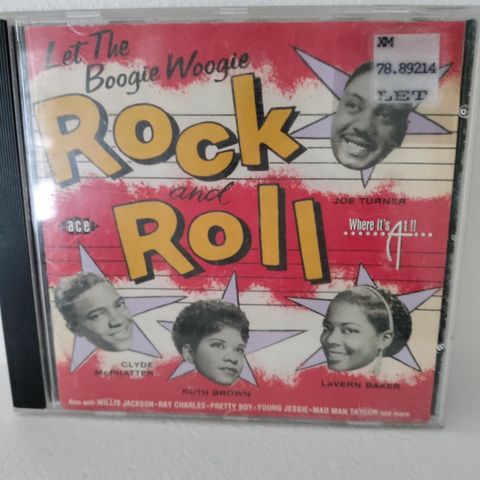 Let The
Boogie Woogie
Rock
and
Roll
XM
78.89214
LET
JOE TURNER
ace
Where it's At!!
CLYDE
McPHATTER
RUTH BROWN
LaVERN BAKER
Also with WILLIS JACKSON • RAY CHARLES • PRETTY BOY • YOUNG JESSIE • MAD MAN TAYLOR and more